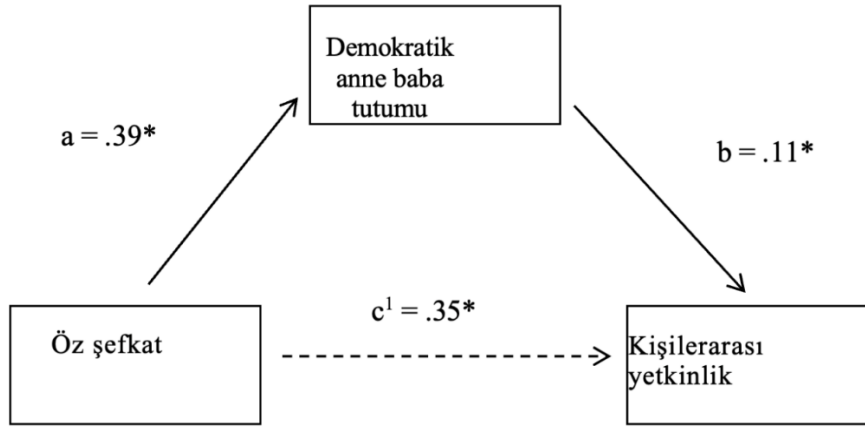 Demokratik
anne baba
tutumu
a = .39*
b = .11*
c¹ = .35*
Öz şefkat
Kişilerarası
yetkinlik